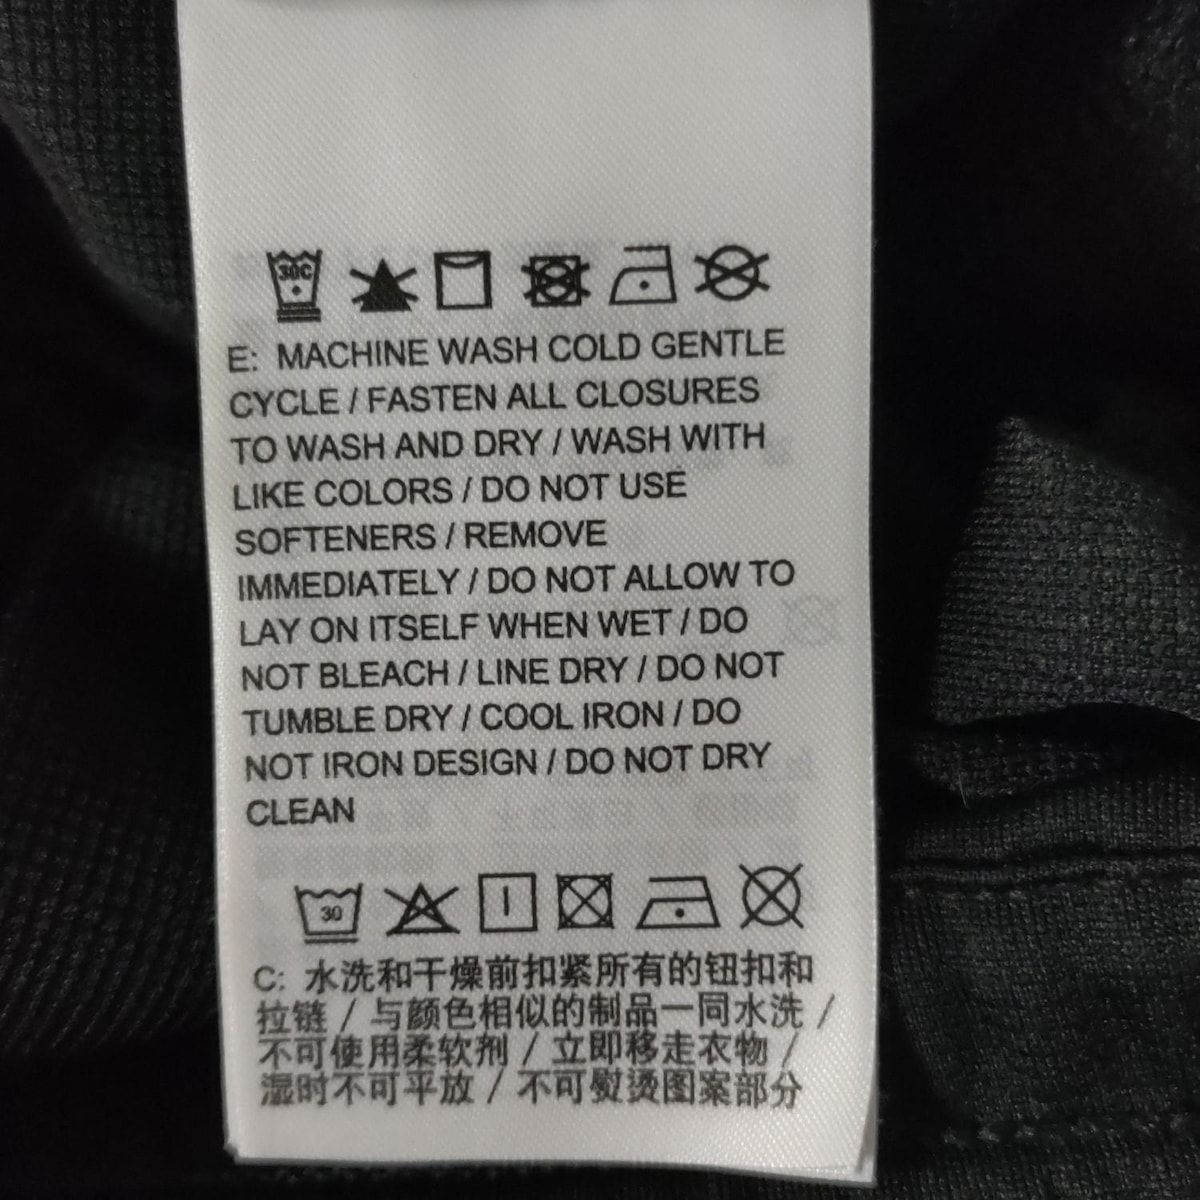 30C
E: MACHINE WASH COLD GENTLE
CYCLE / FASTEN ALL CLOSURES
TO WASH AND DRY / WASH WITH
LIKE COLORS / DO NOT USE
SOFTENERS / REMOVE
IMMEDIATELY / DO NOT ALLOW TO
LAY ON ITSELF WHEN WET / DO
NOT BLEACH / LINE DRY / DO NOT
TUMBLE DRY / COOL IRON / DO
NOT IRON DESIGN / DO NOT DRY
CLEAN
30
C: 水洗和干燥前扣紧所有的钮扣和
拉链 / 与颜色相似的制品一同水洗 /
不可使用柔软剂 / 立即移走衣物 /
湿时不可平放 / 不可熨烫图案部分